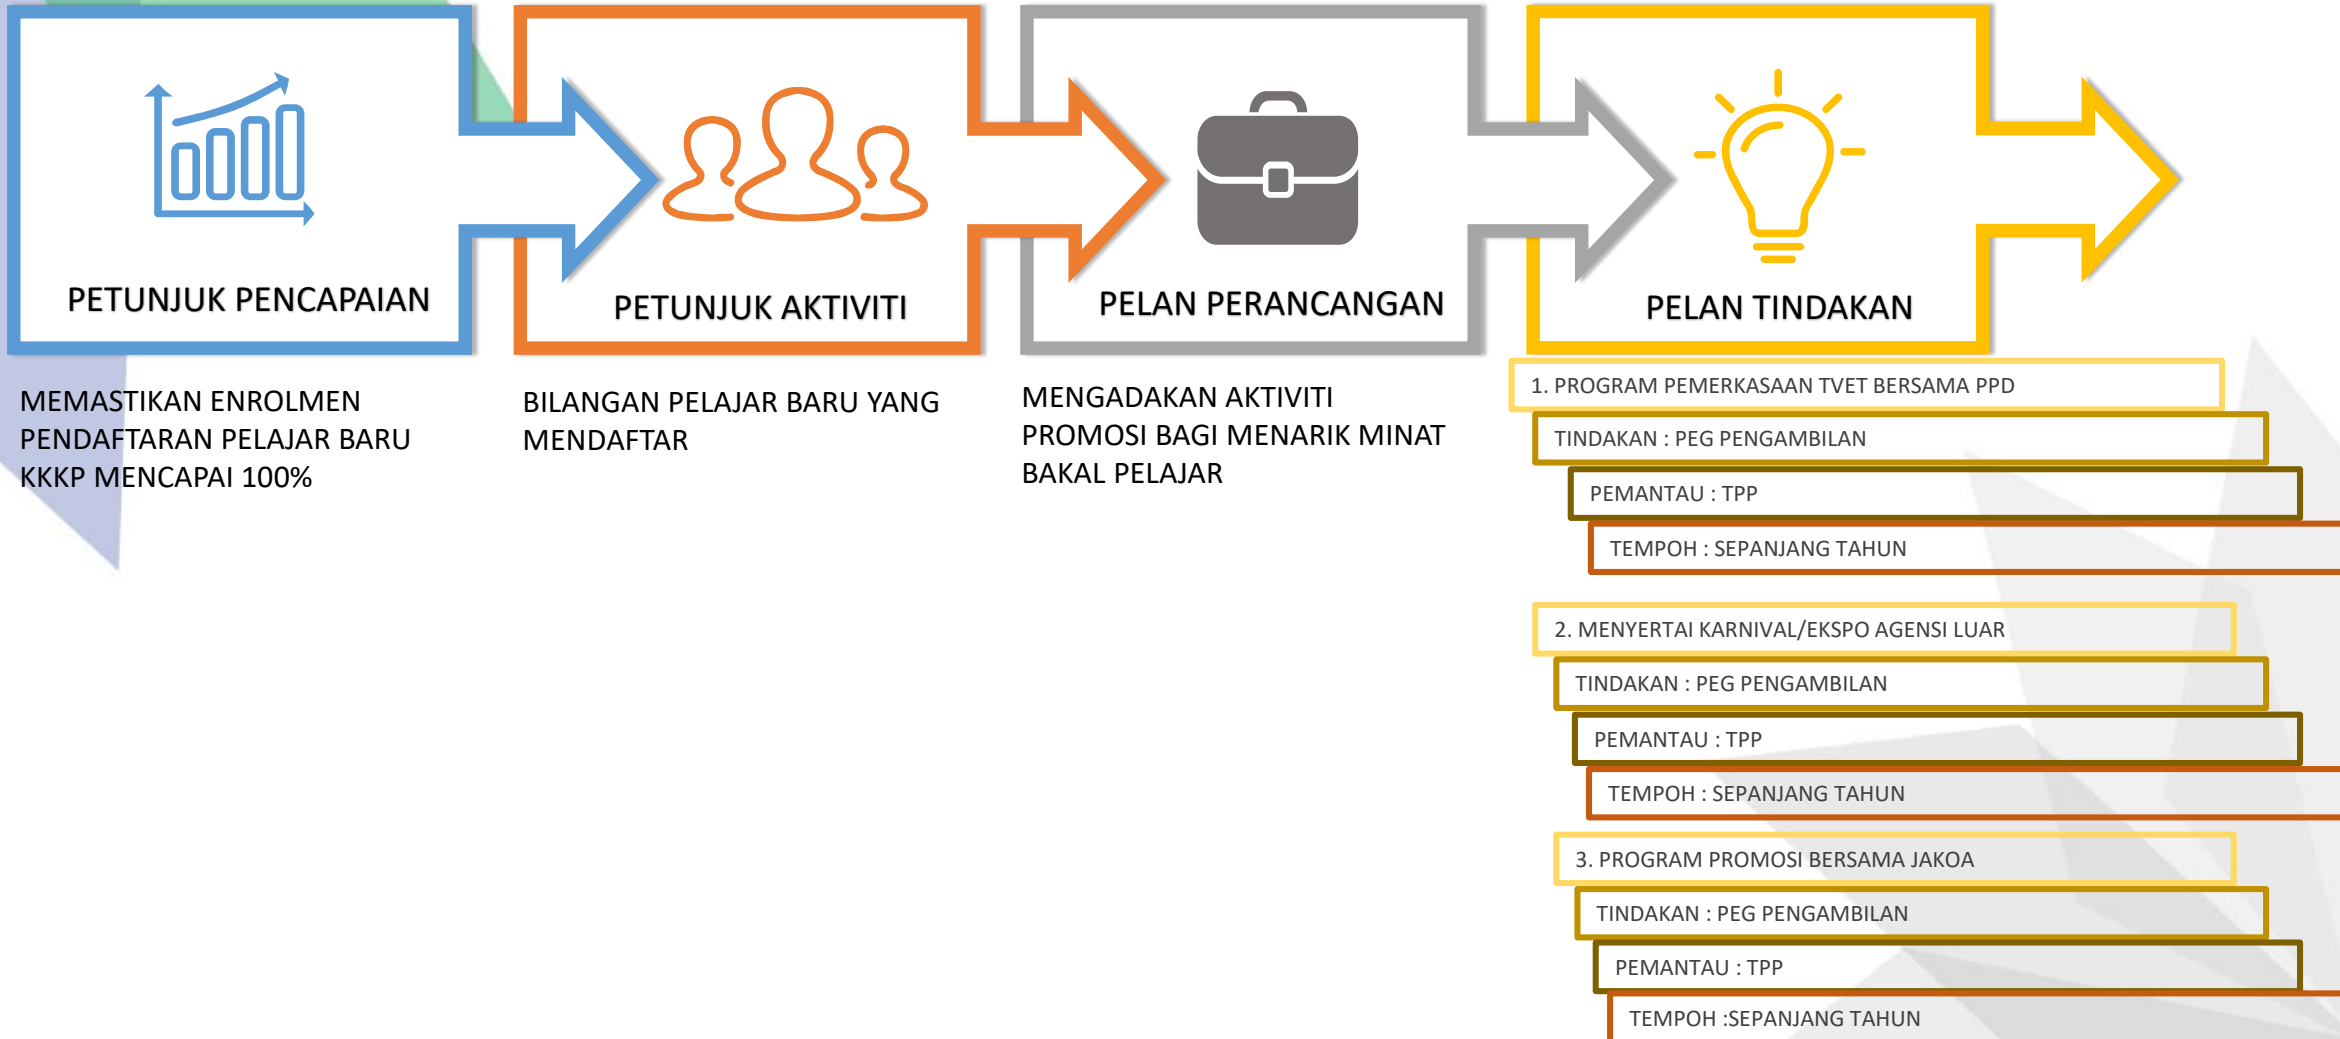 PETUNJUK PENCAPAIAN
MEMASTIKAN ENROLMEN
PENDAFTARAN PELAJAR BARU
KKKP MENCAPAI 100%
PETUNJUK AKTIVITI
BILANGAN PELAJAR BARU YANG
MENDAFTAR
PELAN PERANCANGAN
MENGADAKAN AKTIVITI
PROMOSI BAGI MENARIK MINAT
BAKAL PELAJAR
PELAN TINDAKAN
1. PROGRAM PEMERKASAAN TVET BERSAMA PPD
TINDAKAN : PEG PENGAMBILAN
PEMANTAU : TPP
TEMPOH : SEPANJANG TAHUN
2. MENYERTAI KARNIVAL/EKSPO AGENSI LUAR
TINDAKAN : PEG PENGAMBILAN
PEMANTAU : TPP
TEMPOH : SEPANJANG TAHUN
3. PROGRAM PROMOSI BERSAMA JAKOA
TINDAKAN : PEG PENGAMBILAN
PEMANTAU : TPP
TEMPOH :SEPANJANG TAHUN